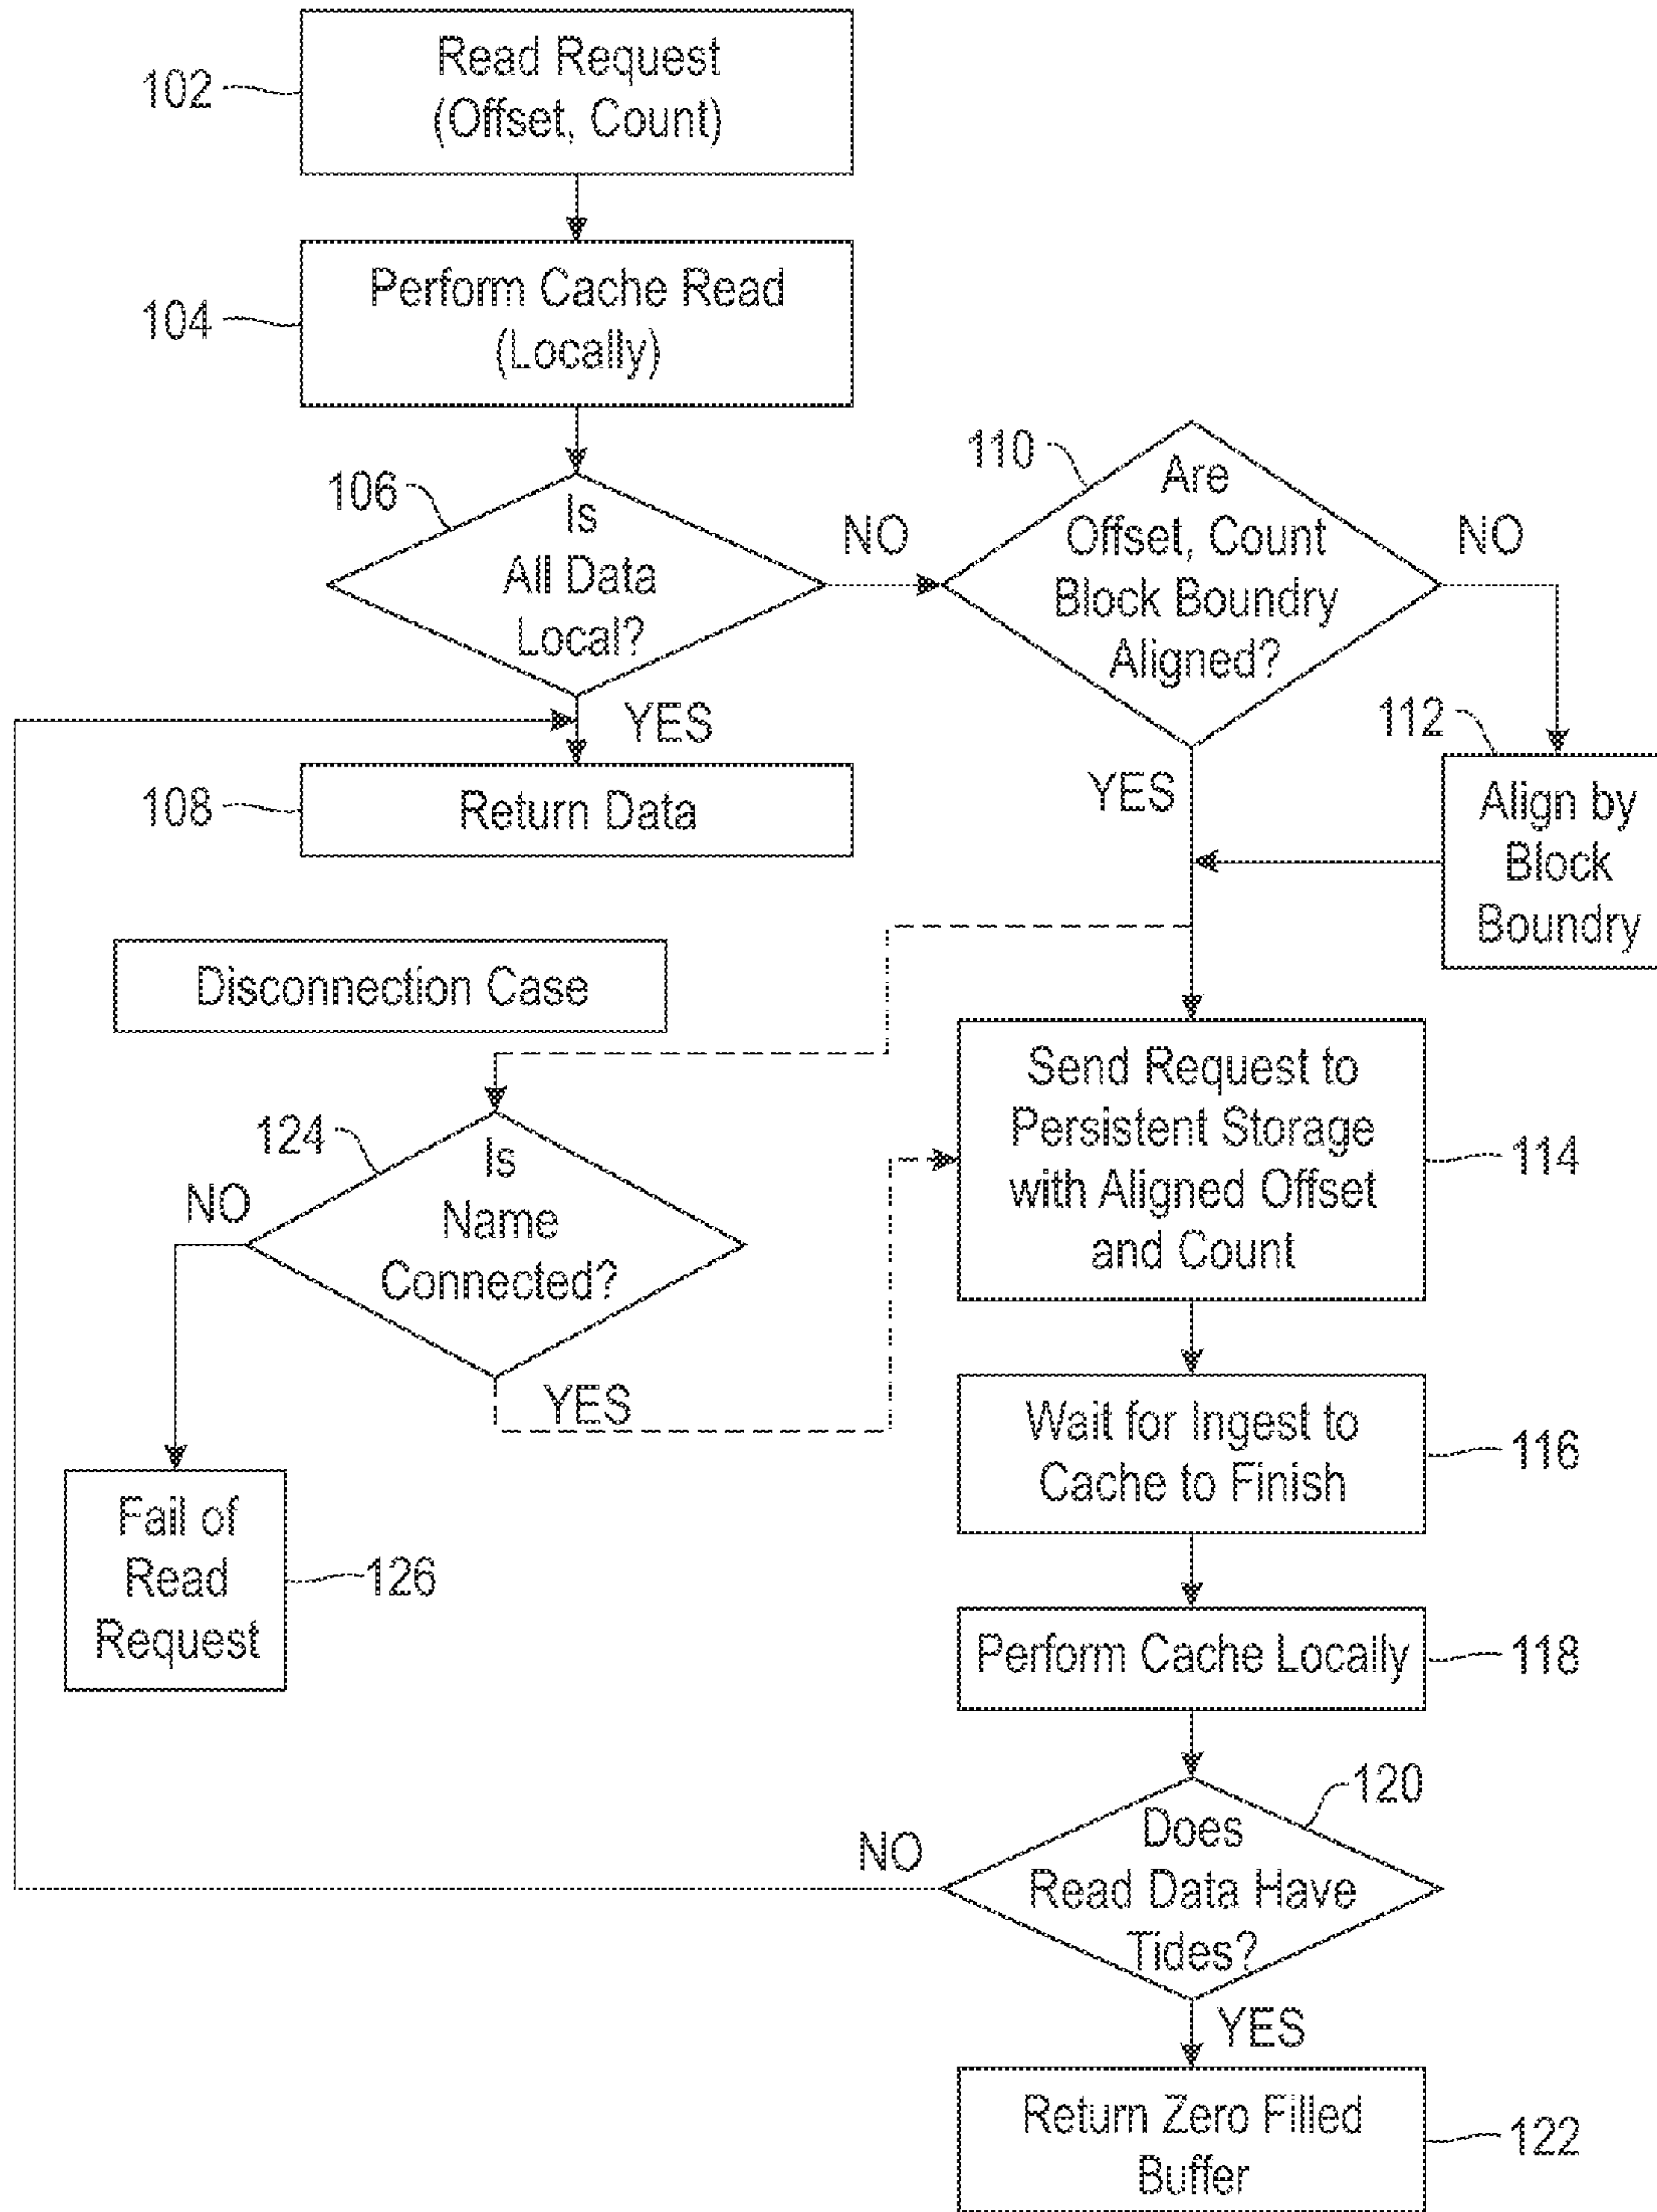 102
Read Request
(Offset, Count)
104
Perform Cache Read
(Locally)
106
Is
All Data
Local?
NO
YES
108
Return Data
110
Are
Offset, Count
Block Boundry
Aligned?
NO
YES
112
Align by
Block
Boundry
Disconnection Case
124
Is
Name
Connected?
NO
YES
Fail of
Read
Request
126
Send Request to
Persistent Storage
with Aligned Offset
and Count
114
Wait for Ingest to
Cache to Finish
116
Perform Cache Locally
118
120
Does
Read Data Have
Tides?
NO
YES
Return Zero Filled
Buffer
122